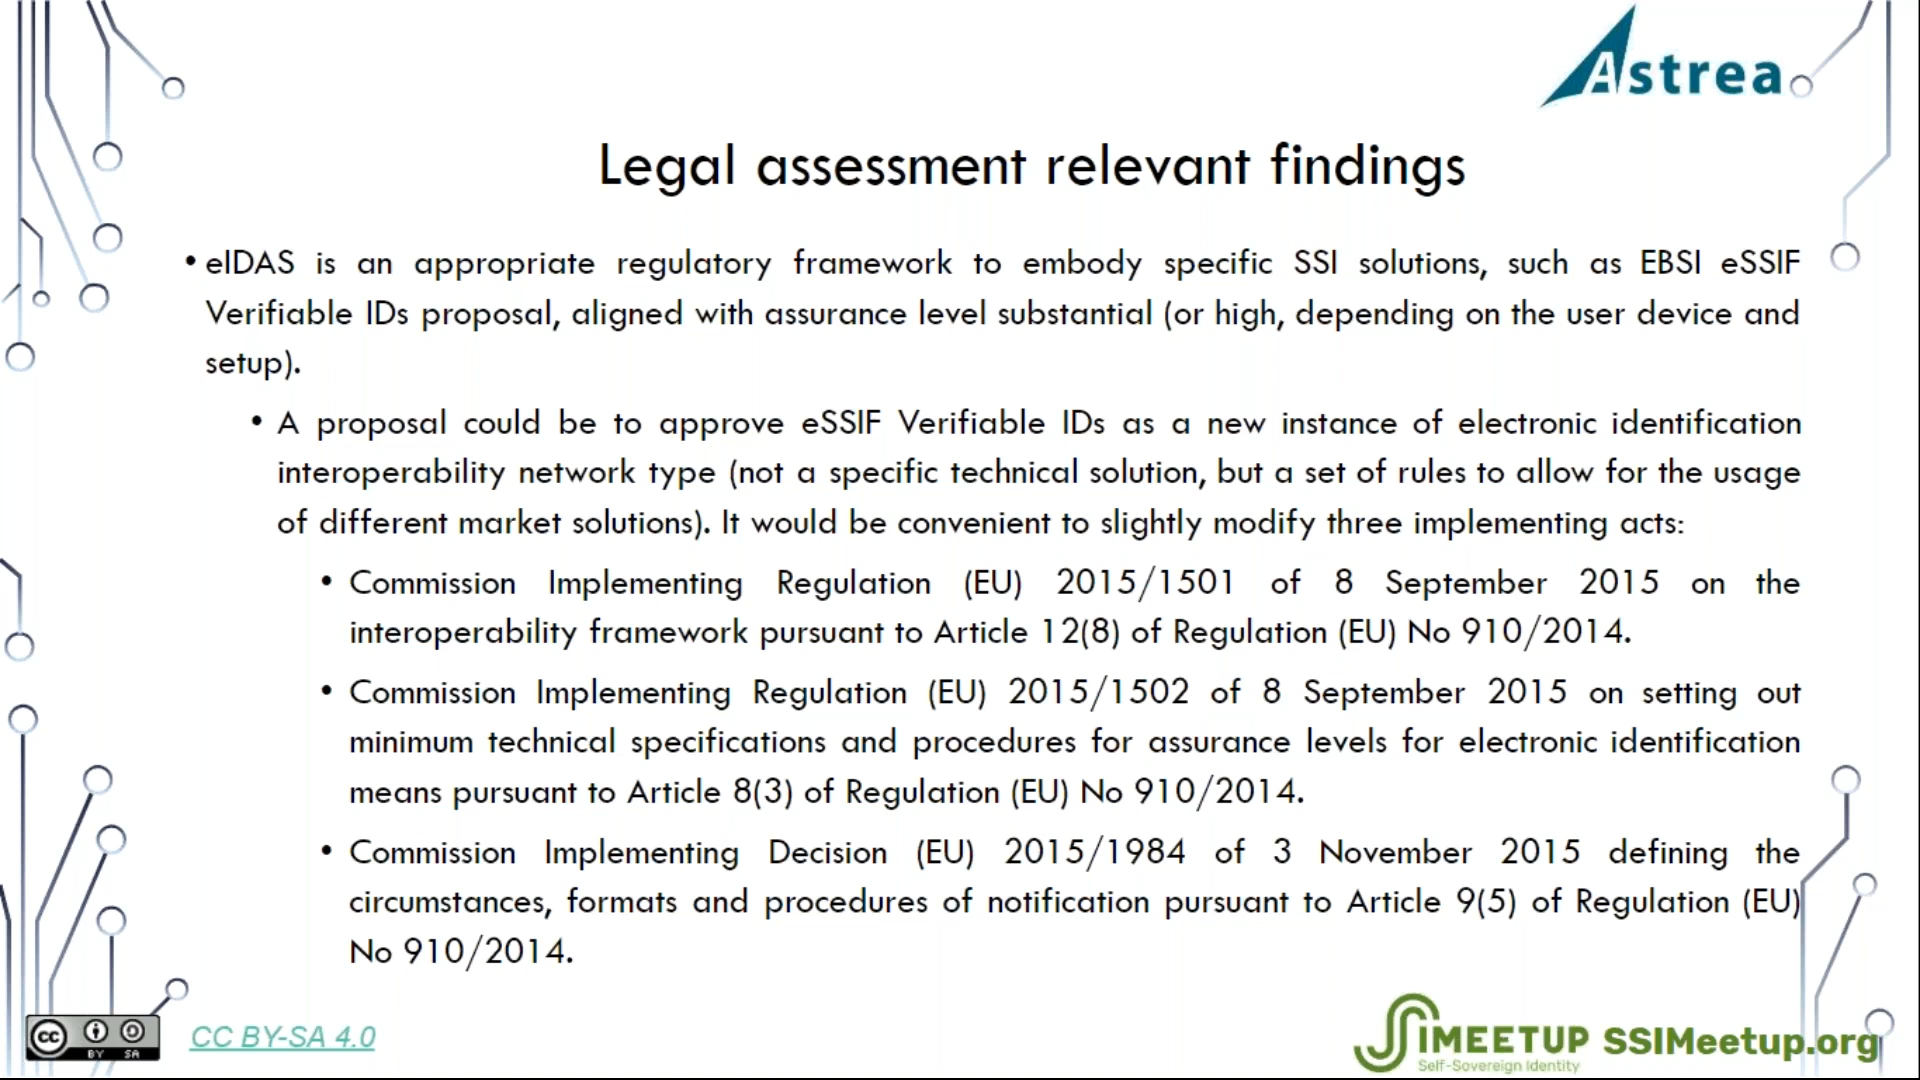 Astrea
Legal assessment relevant findings
• eIDAS is an appropriate regulatory framework to embody specific SSI solutions, such as EBSI eSSIF
Verifiable IDs proposal, aligned with assurance level substantial (or high, depending on the user device and
setup).
• A proposal could be to approve eSSIF Verifiable IDs as a new instance of electronic identification
interoperability network type (not a specific technical solution, but a set of rules to allow for the usage
of different market solutions). It would be convenient to slightly modify three implementing acts:
• Commission Implementing Regulation (EU) 2015/1501 of 8 September 2015 on the
interoperability framework pursuant to Article 12(8) of Regulation (EU) No 910/2014.
• Commission Implementing Regulation (EU) 2015/1502 of 8 September 2015 on setting out
minimum technical specifications and procedures for assurance levels for electronic identification
means pursuant to Article 8(3) of Regulation (EU) No 910/2014.
• Commission Implementing Decision (EU) 2015/1984 of 3 November 2015 defining the
circumstances, formats and procedures of notification pursuant to Article 9(5) of Regulation (EU)
No 910/2014.
cc BY SA
CC BY-SA 4.0
SSIMEETUP
Self-Sovereign Identity
SSIMeetup.org